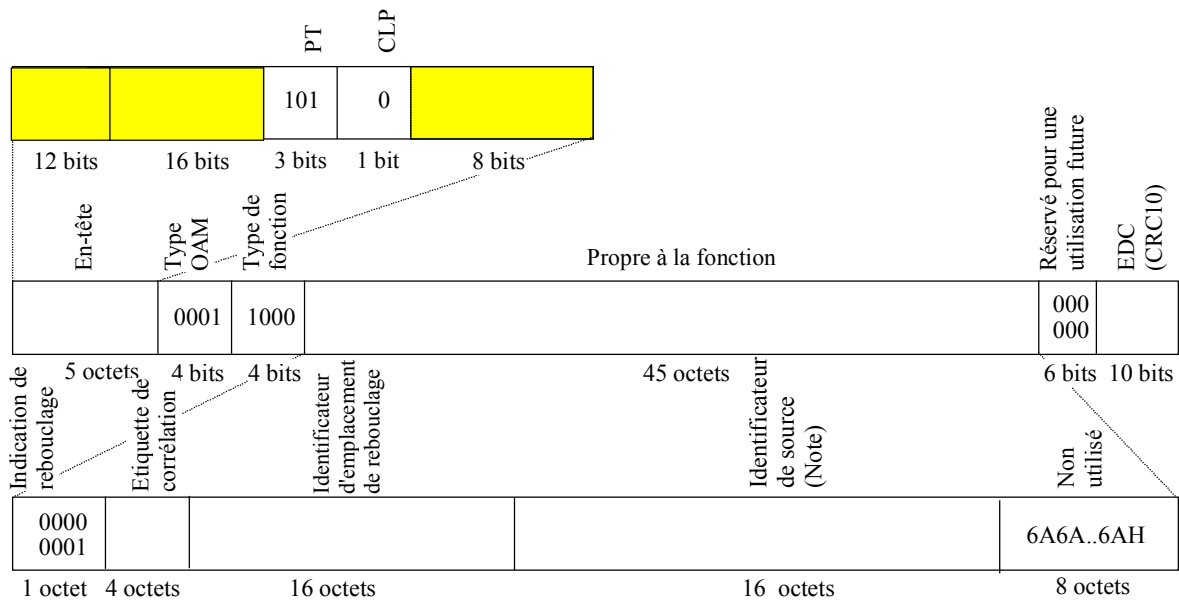 PT
CLP
101
0
12 bits
16 bits
3 bits
1 bit
8 bits
En-tête
Type
OAM
Type de
fonction
Propre à la fonction
Réservé pour une
utilisation future
EDC
(CRC10)
0001
1000
000
000
5 octets
4 bits
4 bits
45 octets
6 bits
10 bits
Indication de
rebouclage
Etiquette de
corrélation
Identificateur
d'emplacement
de rebouclage
Identificateur
de source
(Note)
Non
utilisé
0000
0001
6A6A..6AH
1 octet
4 octets
16 octets
16 octets
8 octets